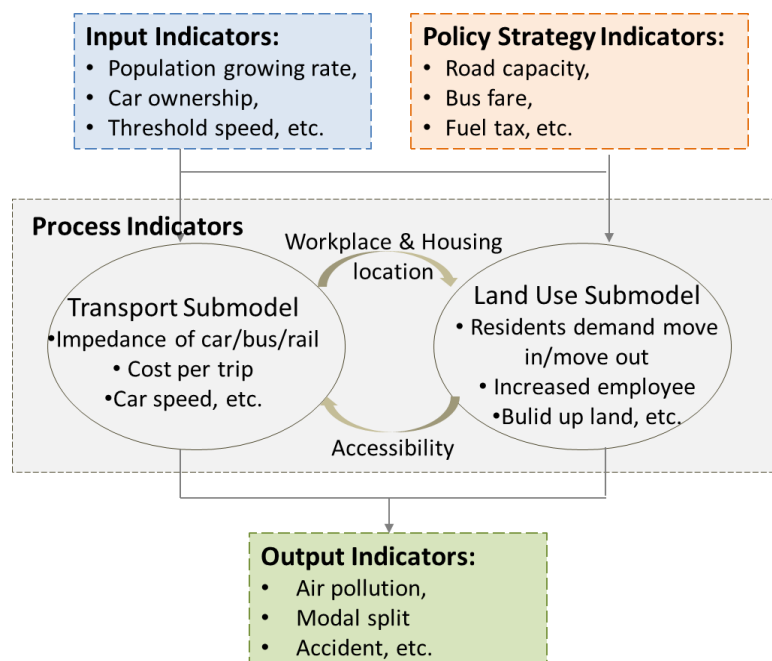 Input Indicators:
• Population growing rate,
• Car ownership,
• Threshold speed, etc.
Policy Strategy Indicators:
• Road capacity,
• Bus fare,
• Fuel tax, etc.
Process Indicators
Workplace & Housing
location
Transport Submodel
•Impedance of car/bus/rail
• Cost per trip
•Car speed, etc.
Land Use Submodel
• Residents demand move
in/move out
• Increased employee
•Bulid up land, etc.
Accessibility
Output Indicators:
• Air pollution,
• Modal split
• Accident, etc.